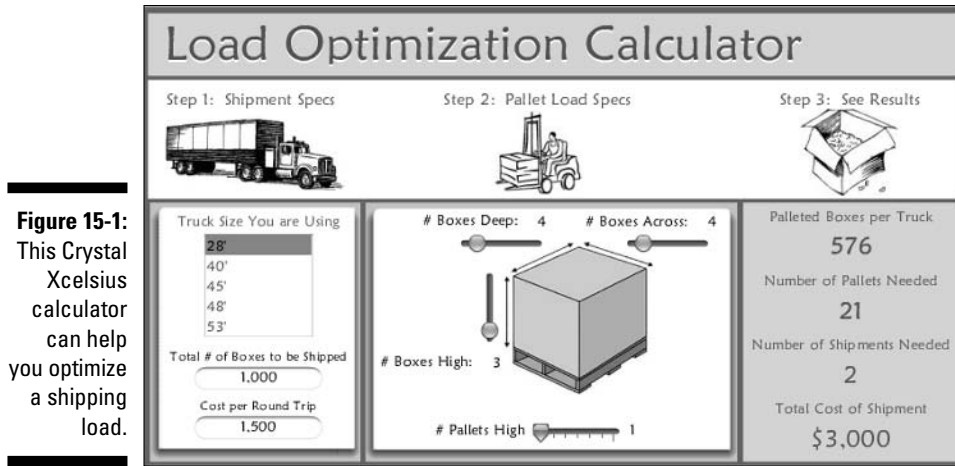 Load Optimization Calculator
Step 1: Shipment Specs
Step 2: Pallet Load Specs
Step 3: See Results
Figure 15-1:
This Crystal
Xcelsius
calculator
can help
you optimize
a shipping
load.
Truck Size You are Using
28'
40'
45'
48'
53'
Total # of Boxes to be Shipped
1,000
Cost per Round Trip
1,500
# Boxes Deep: 4
# Boxes Across: 4
# Boxes High: 3
# Pallets High 1
Palleted Boxes per Truck
576
Number of Pallets Needed
21
Number of Shipments Needed
2
Total Cost of Shipment
$3,000